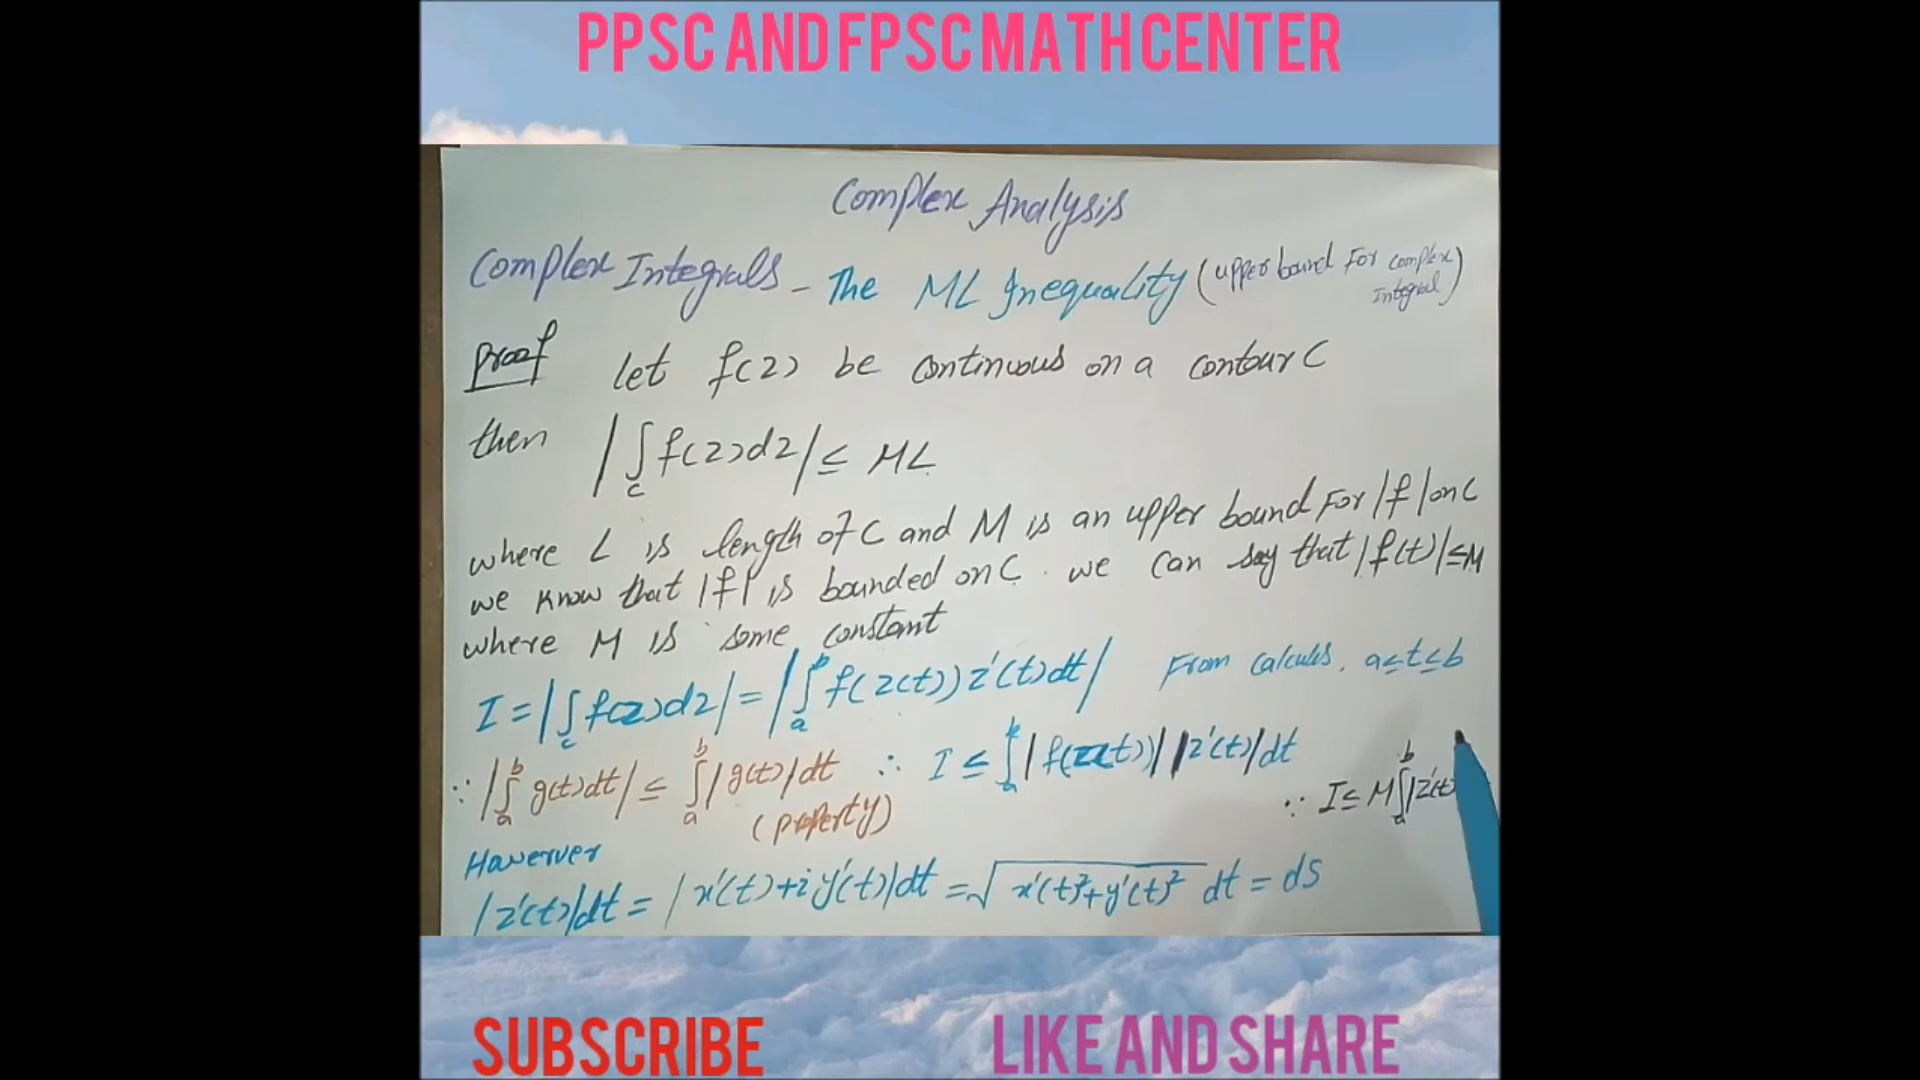 PPSC AND FPSC MATH CENTER
Complex Analysis
Complex Integrals - The ML Inequality (upper bound For complex
integral)
Proof Let f(z) be continuous on a contour C
then |∫_c f(z)dz| ≤ ML
where L is length of C and M is an upper bound For |f| on C
we know that |f| is bounded on C. we can say that |f(t)| ≤ M
where M is some constant
I = |∫_c f(z)dz| = |∫_a^b f(z(t)) z'(t)dt| From calculus, a≤t≤b
∵ |∫_a^b g(t)dt| ≤ ∫_a^b |g(t)|dt ∴ I ≤ ∫_a^b |f(z(t))| |z'(t)|dt
(property)
∵ I ≤ M∫_a^b |z'(t)
Howerver
|z'(t)|dt = |x'(t)+iy'(t)|dt = √x'(t)²+y'(t)² dt = ds
SUBSCRIBE
LIKE AND SHARE